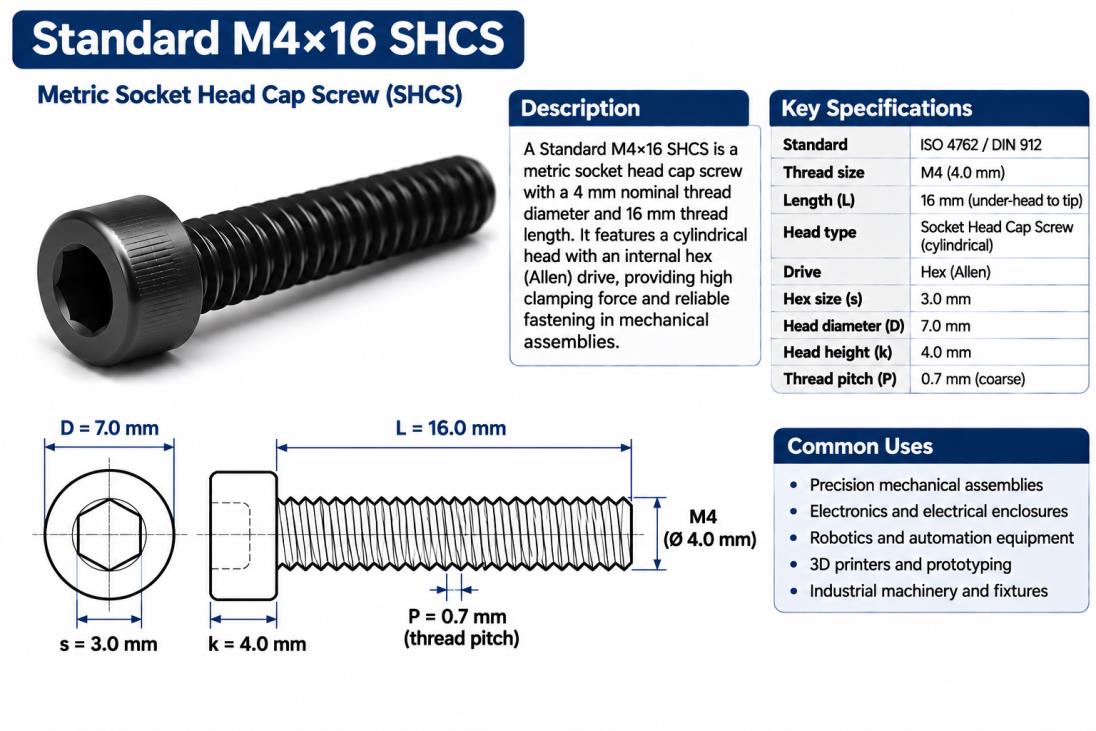 Standard M4×16 SHCS
Metric Socket Head Cap Screw (SHCS)
Description
A Standard M4×16 SHCS is a
metric socket head cap screw
with a 4 mm nominal thread
diameter and 16 mm thread
length. It features a cylindrical
head with an internal hex
(Allen) drive, providing high
clamping force and reliable
fastening in mechanical
assemblies.
Key Specifications
Standard ISO 4762 / DIN 912
Thread size M4 (4.0 mm)
Length (L) 16 mm (under-head to tip)
Head type Socket Head Cap Screw
(cylindrical)
Drive Hex (Allen)
Hex size (s) 3.0 mm
Head diameter (D) 7.0 mm
Head height (k) 4.0 mm
Thread pitch (P) 0.7 mm (coarse)
D = 7.0 mm
L = 16.0 mm
M4
(Ø 4.0 mm)
P = 0.7 mm
(thread pitch)
s = 3.0 mm
k = 4.0 mm
Common Uses
• Precision mechanical assemblies
• Electronics and electrical enclosures
• Robotics and automation equipment
• 3D printers and prototyping
• Industrial machinery and fixtures